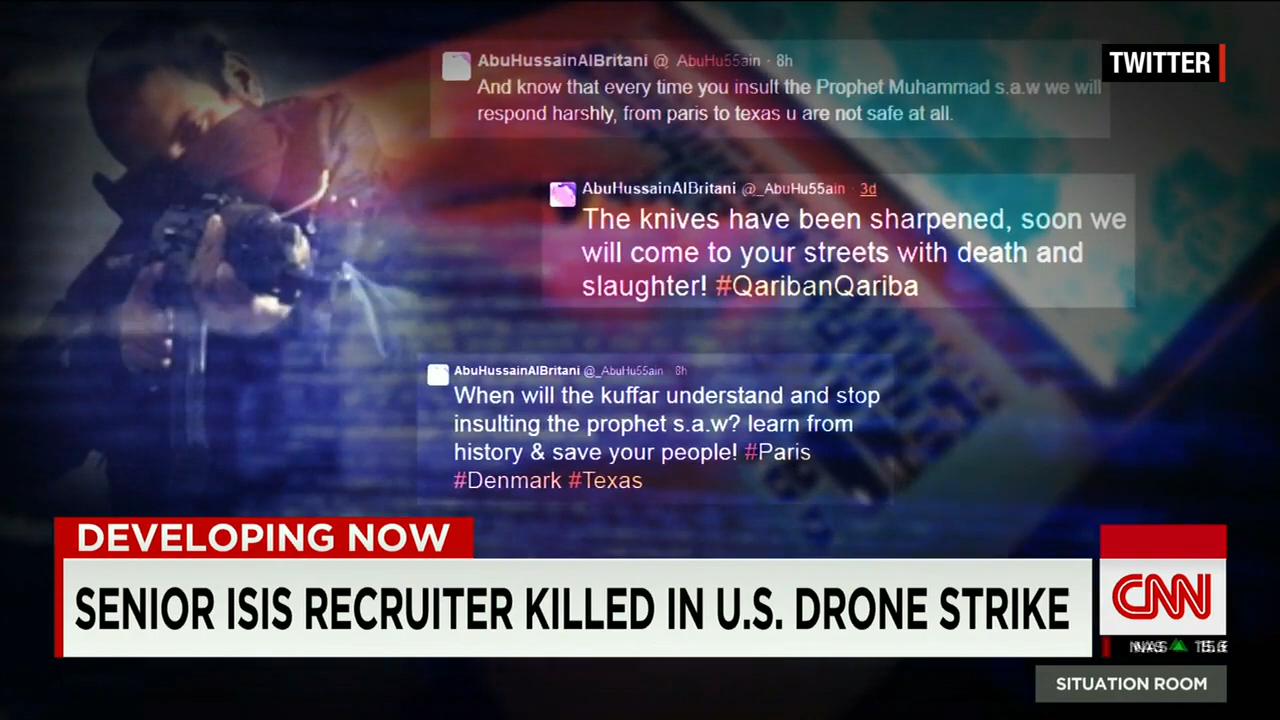 TWITTER
AbuHussainAlBritani @_AbuHu55ain · 8h
And know that every time you insult the Prophet Muhammad s.a.w we will
respond harshly, from paris to texas u are not safe at all.
AbuHussainAlBritani @_AbuHu55ain · 3d
The knives have been sharpened, soon we
will come to your streets with death and
slaughter! #QaribanQariba
AbuHussainAlBritani @_AbuHu55ain 8h
When will the kuffar understand and stop
insulting the prophet s.a.w? learn from
history & save your people! #Paris
#Denmark #Texas
DEVELOPING NOW
SENIOR ISIS RECRUITER KILLED IN U.S. DRONE STRIKE
CNN
SITUATION ROOM